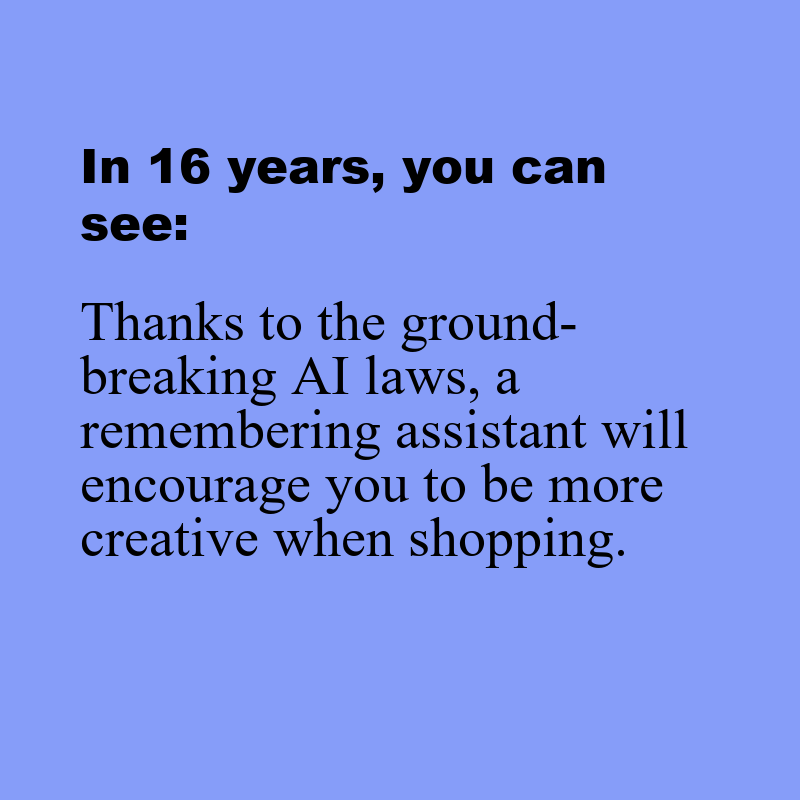 In 16 years, you can
see:
Thanks to the ground-
breaking AI laws, a
remembering assistant will
encourage you to be more
creative when shopping.